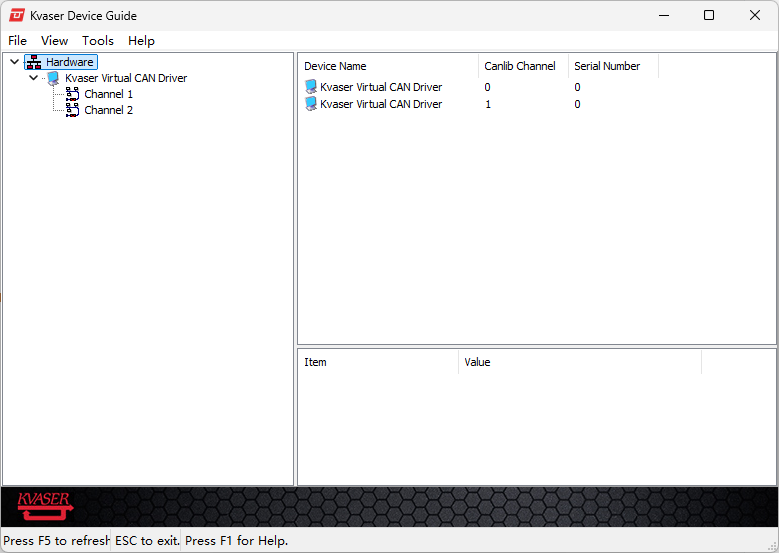 Kvaser Device Guide
File View Tools Help
Hardware
Kvaser Virtual CAN Driver
Channel 1
Channel 2
Device Name Canlib Channel Serial Number
Kvaser Virtual CAN Driver 0 0
Kvaser Virtual CAN Driver 1 0
Item Value
KVASER
Press F5 to refresh ESC to exit. Press F1 for Help.